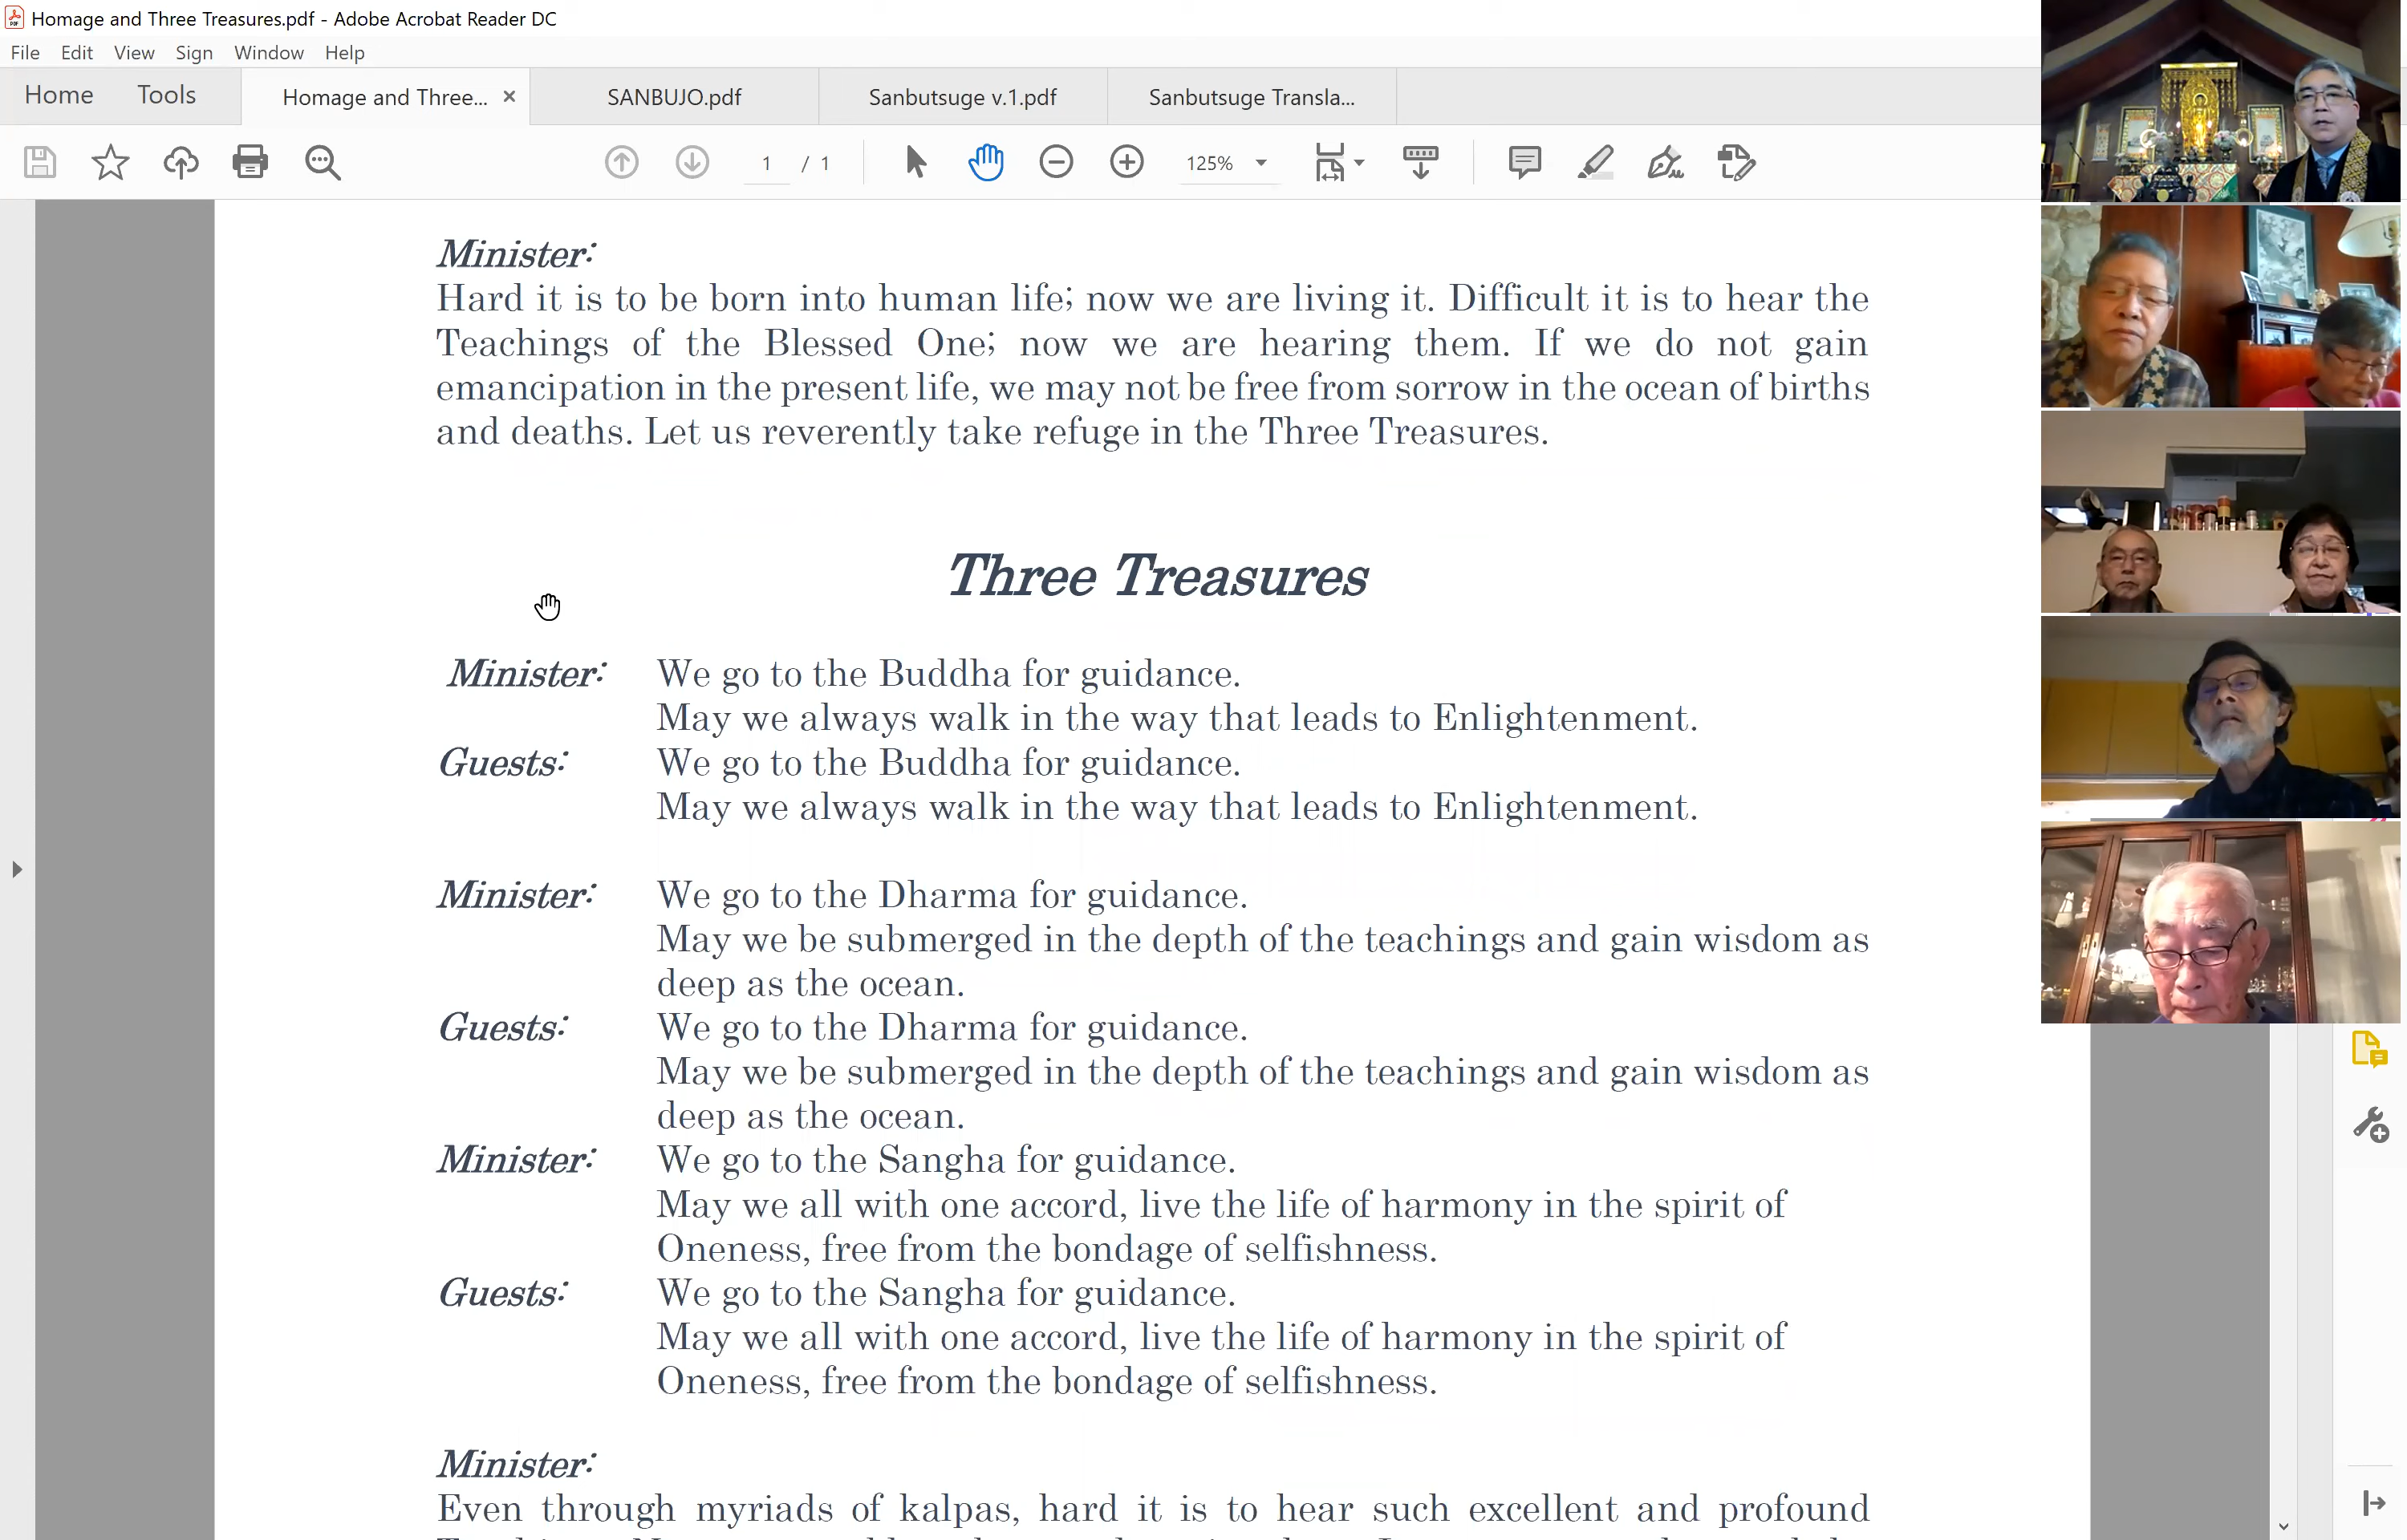 Homage and Three Treasures.pdf - Adobe Acrobat Reader DC
File Edit View Sign Window Help
Home Tools Homage and Three... × SANBUJO.pdf Sanbutsuge v.1.pdf Sanbutsuge Transla...
1 / 1 125%
Minister:
Hard it is to be born into human life; now we are living it. Difficult it is to hear the
Teachings of the Blessed One; now we are hearing them. If we do not gain
emancipation in the present life, we may not be free from sorrow in the ocean of births
and deaths. Let us reverently take refuge in the Three Treasures.
Three Treasures
Minister: We go to the Buddha for guidance.
May we always walk in the way that leads to Enlightenment.
Guests: We go to the Buddha for guidance.
May we always walk in the way that leads to Enlightenment.
Minister: We go to the Dharma for guidance.
May we be submerged in the depth of the teachings and gain wisdom as
deep as the ocean.
Guests: We go to the Dharma for guidance.
May we be submerged in the depth of the teachings and gain wisdom as
deep as the ocean.
Minister: We go to the Sangha for guidance.
May we all with one accord, live the life of harmony in the spirit of
Oneness, free from the bondage of selfishness.
Guests: We go to the Sangha for guidance.
May we all with one accord, live the life of harmony in the spirit of
Oneness, free from the bondage of selfishness.
Minister:
Even through myriads of kalpas, hard it is to hear such excellent and profound